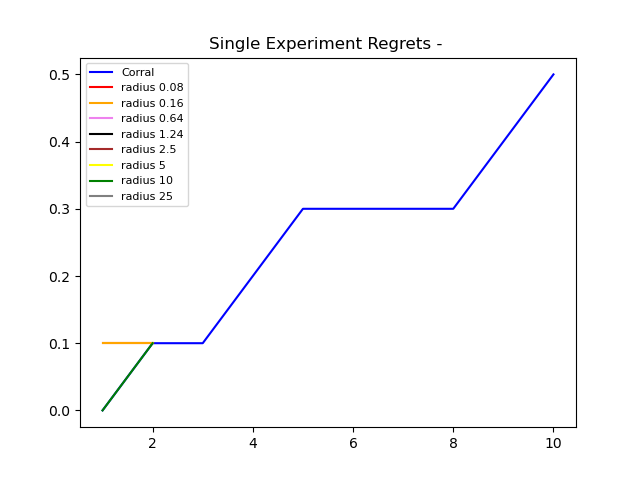 Single Experiment Regrets -
Corral
radius 0.08
radius 0.16
radius 0.64
radius 1.24
radius 2.5
radius 5
radius 10
radius 25
0.5
0.4
0.3
0.2
0.1
0.0
2 4 6 8 10